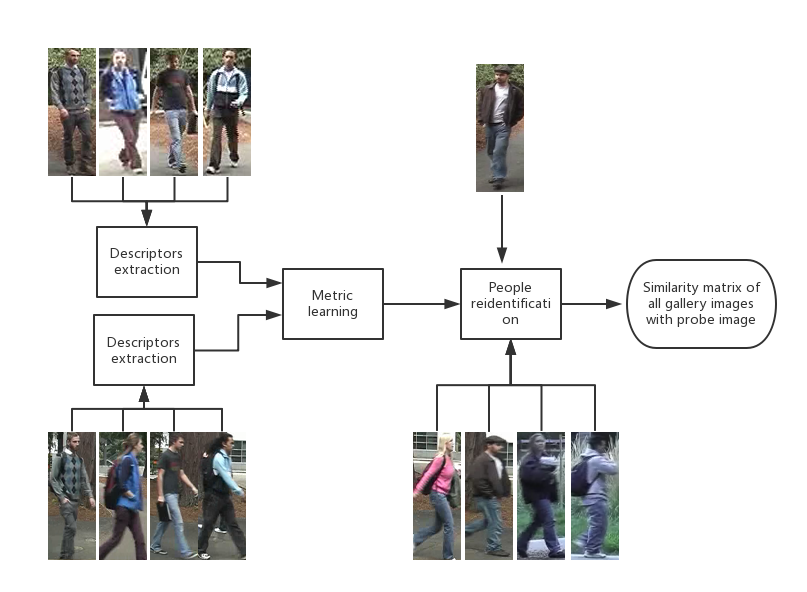 Descriptors
extraction
Descriptors
extraction
Metric
learning
People
reidentificati
on
Similarity matrix of
all gallery images
with probe image